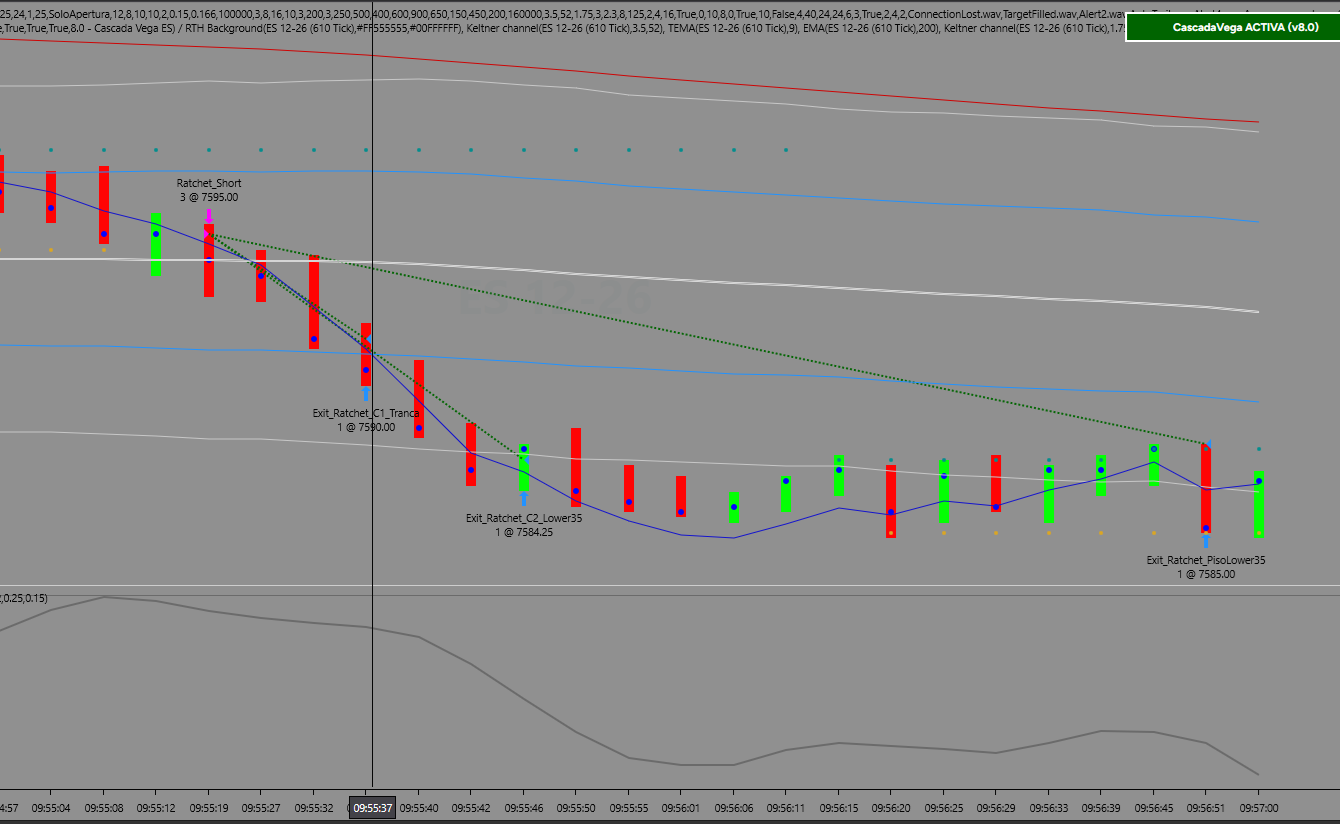 25,24,1,25,SoloApertura,12,8,10,10,2,0.15,0.166,100000,3,8,16,10,3,200,3,250,500,400,600,900,650,150,450,200,160000,3.5,52,1.75,3,2,3,8,125,2,4,16,True,0,10,8,0,True,10,False,4,40,24,24,6,3,True,2,4,2,ConnectionLost.wav,TargetFilled.wav,Alert2.wav
,True,True,True,8.0 - Cascada Vega ES) / RTH Background(ES 12-26 (610 Tick),#FF555555,#00FFFFFF), Keltner channel(ES 12-26 (610 Tick),3.5,52), TEMA(ES 12-26 (610 Tick),9), EMA(ES 12-26 (610 Tick),200), Keltner channel(ES 12-26 (610 Tick),1.7
CascadaVega ACTIVA (v8.0)
Ratchet_Short
3 @ 7595.00
ES 12-26
Exit_Ratchet_C1_Tranca
1 @ 7590.00
Exit_Ratchet_C2_Lower35
1 @ 7584.25
Exit_Ratchet_PisoLower35
1 @ 7585.00
,0.25,0.15)
4:57 09:55:04 09:55:08 09:55:12 09:55:19 09:55:27 09:55:32 09:55:37 09:55:40 09:55:42 09:55:46 09:55:50 09:55:55 09:56:01 09:56:06 09:56:11 09:56:15 09:56:20 09:56:25 09:56:29 09:56:33 09:56:39 09:56:45 09:56:51 09:57:00